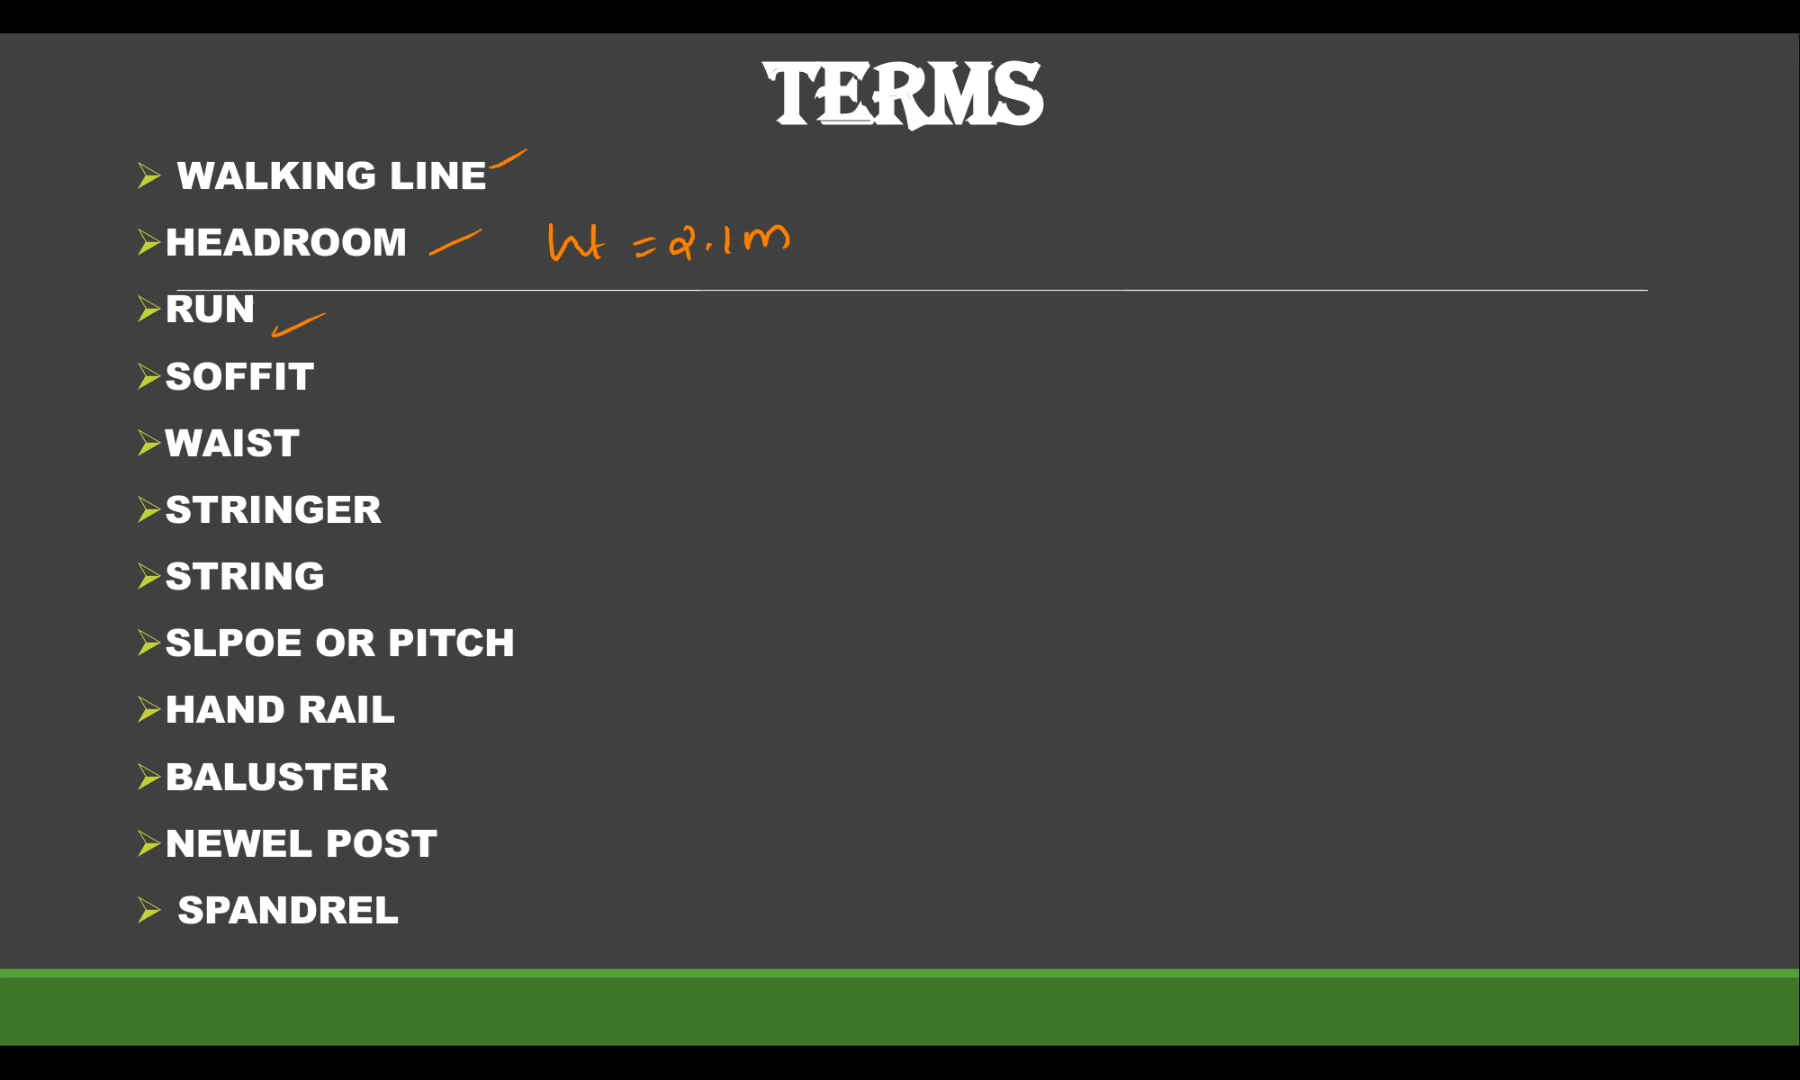 TERMS
WALKING LINE
HEADROOM ht = 2.1m
RUN
SOFFIT
WAIST
STRINGER
STRING
SLPOE OR PITCH
HAND RAIL
BALUSTER
NEWEL POST
SPANDREL